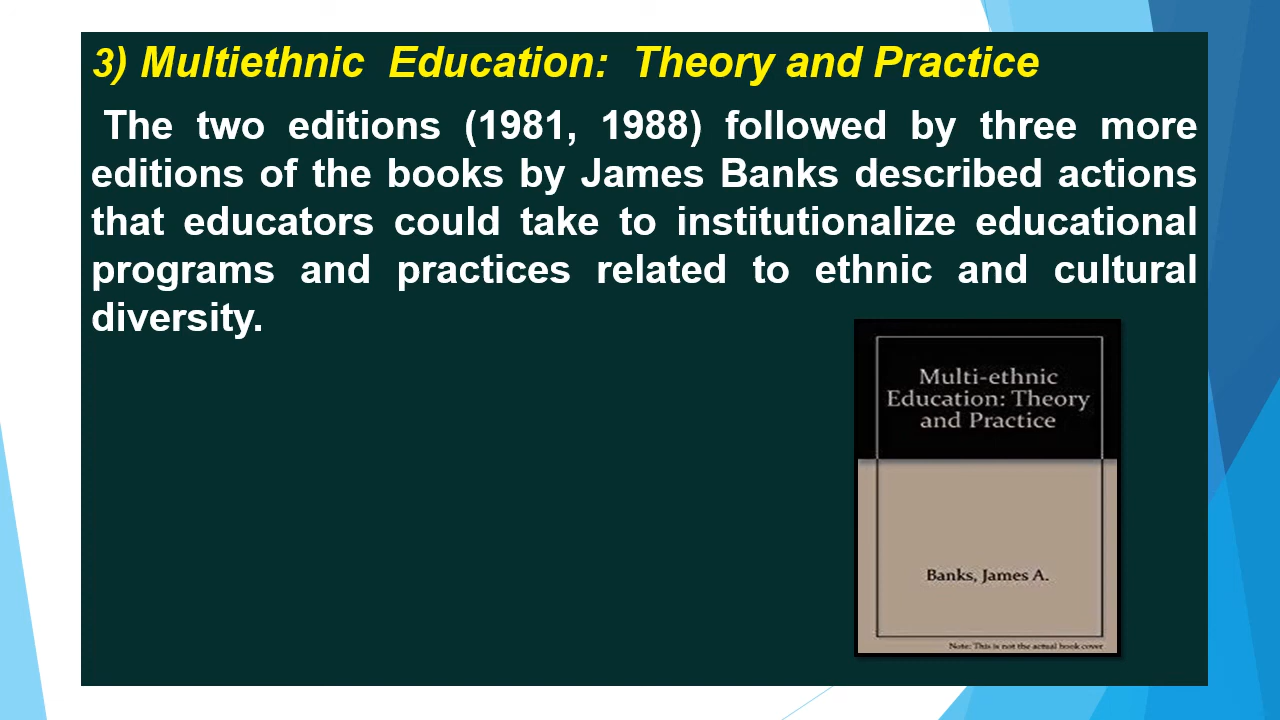 3) Multiethnic Education: Theory and Practice
The two editions (1981, 1988) followed by three more
editions of the books by James Banks described actions
that educators could take to institutionalize educational
programs and practices related to ethnic and cultural
diversity.
Multi-ethnic
Education: Theory
and Practice
Banks, James A.
Note: This is not the actual book cover